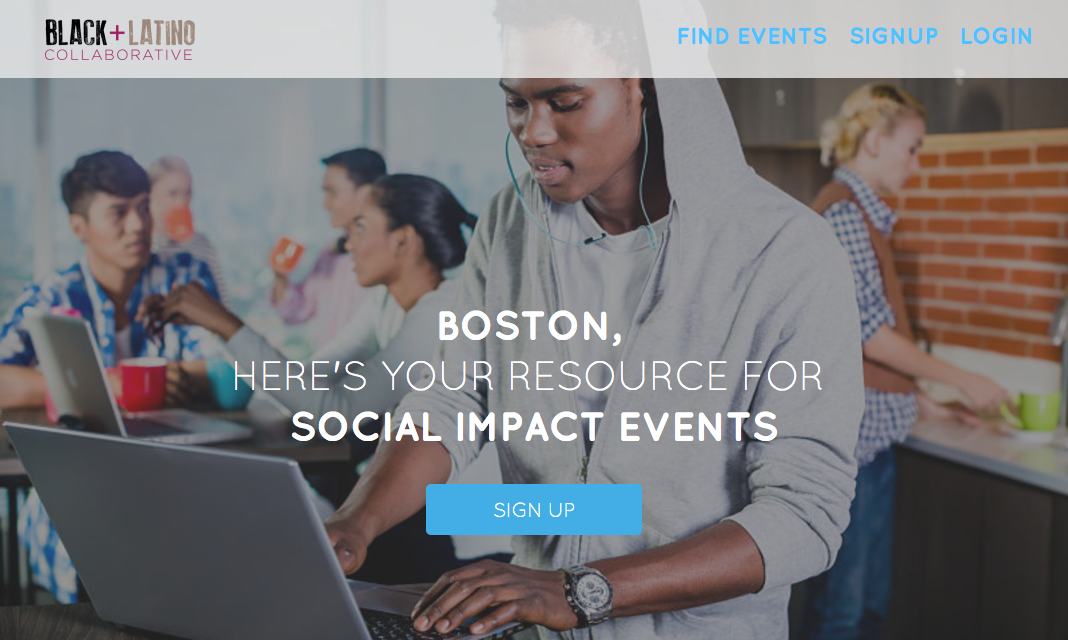 BLACK+LATINO
COLLABORATIVE
FIND EVENTS SIGNUP LOGIN
BOSTON,
HERE'S YOUR RESOURCE FOR
SOCIAL IMPACT EVENTS
SIGN UP